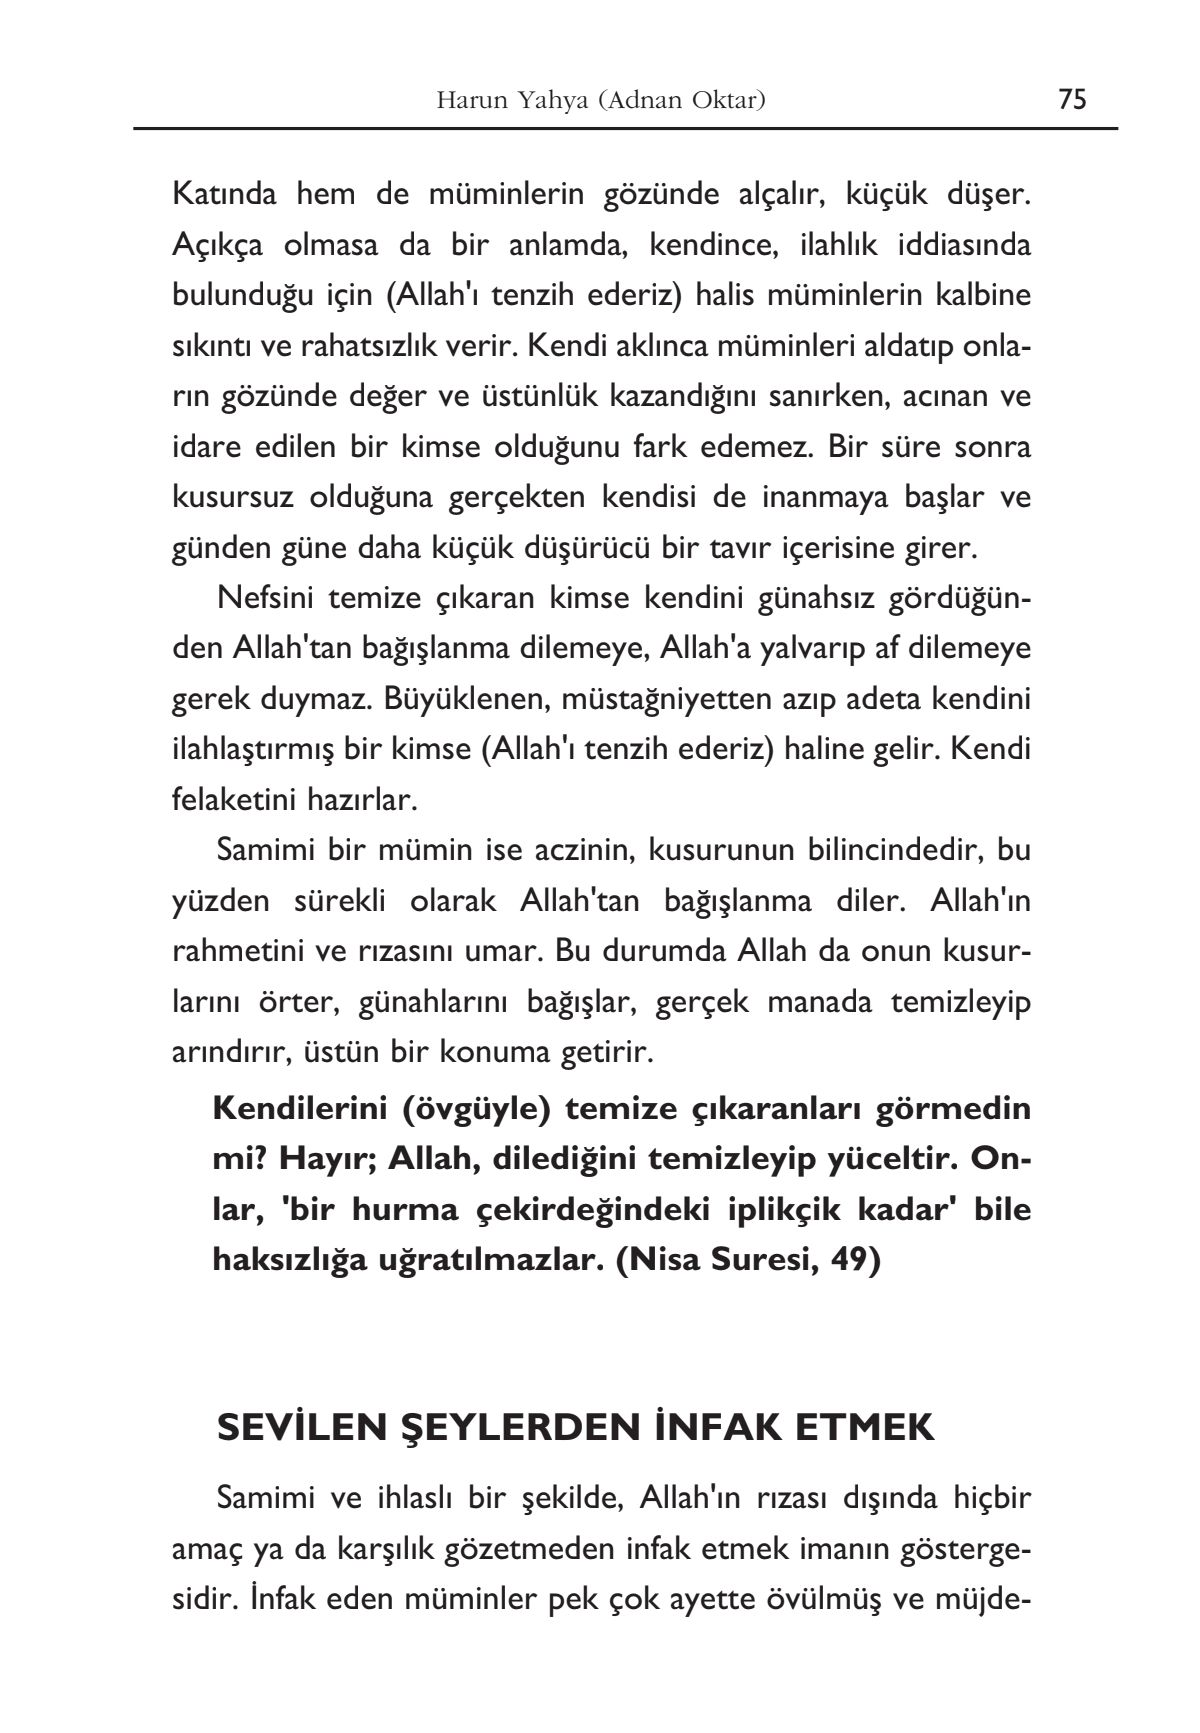 Harun Yahya (Adnan Oktar) 75
Katında hem de müminlerin gözünde alçalır, küçük düşer.
Açıkça olmasa da bir anlamda, kendince, ilahlık iddiasında
bulunduğu için (Allah'ı tenzih ederiz) halis müminlerin kalbine
sıkıntı ve rahatsızlık verir. Kendi aklınca müminleri aldatıp onla-
rın gözünde değer ve üstünlük kazandığını sanırken, acınan ve
idare edilen bir kimse olduğunu fark edemez. Bir süre sonra
kusursuz olduğuna gerçekten kendisi de inanmaya başlar ve
günden güne daha küçük düşürücü bir tavır içerisine girer.
Nefsini temize çıkaran kimse kendini günahsız gördüğün-
den Allah'tan bağışlanma dilemeye, Allah'a yalvarıp af dilemeye
gerek duymaz. Büyüklenen, müstağniyetten azıp adeta kendini
ilahlaştırmış bir kimse (Allah'ı tenzih ederiz) haline gelir. Kendi
felaketini hazırlar.
Samimi bir mümin ise aczinin, kusurunun bilincindedir, bu
yüzden sürekli olarak Allah'tan bağışlanma diler. Allah'ın
rahmetini ve rızasını umar. Bu durumda Allah da onun kusur-
larını örter, günahlarını bağışlar, gerçek manada temizleyip
arındırır, üstün bir konuma getirir.
Kendilerini (övgüyle) temize çıkaranları görmedin
mi? Hayır; Allah, dilediğini temizleyip yüceltir. On-
lar, 'bir hurma çekirdeğindeki iplikçik kadar' bile
haksızlığa uğratılmazlar. (Nisa Suresi, 49)
SEVİLEN ŞEYLERDEN İNFAK ETMEK
Samimi ve ihlaslı bir şekilde, Allah'ın rızası dışında hiçbir
amaç ya da karşılık gözetmeden infak etmek imanın gösterge-
sidir. İnfak eden müminler pek çok ayette övülmüş ve müjde-